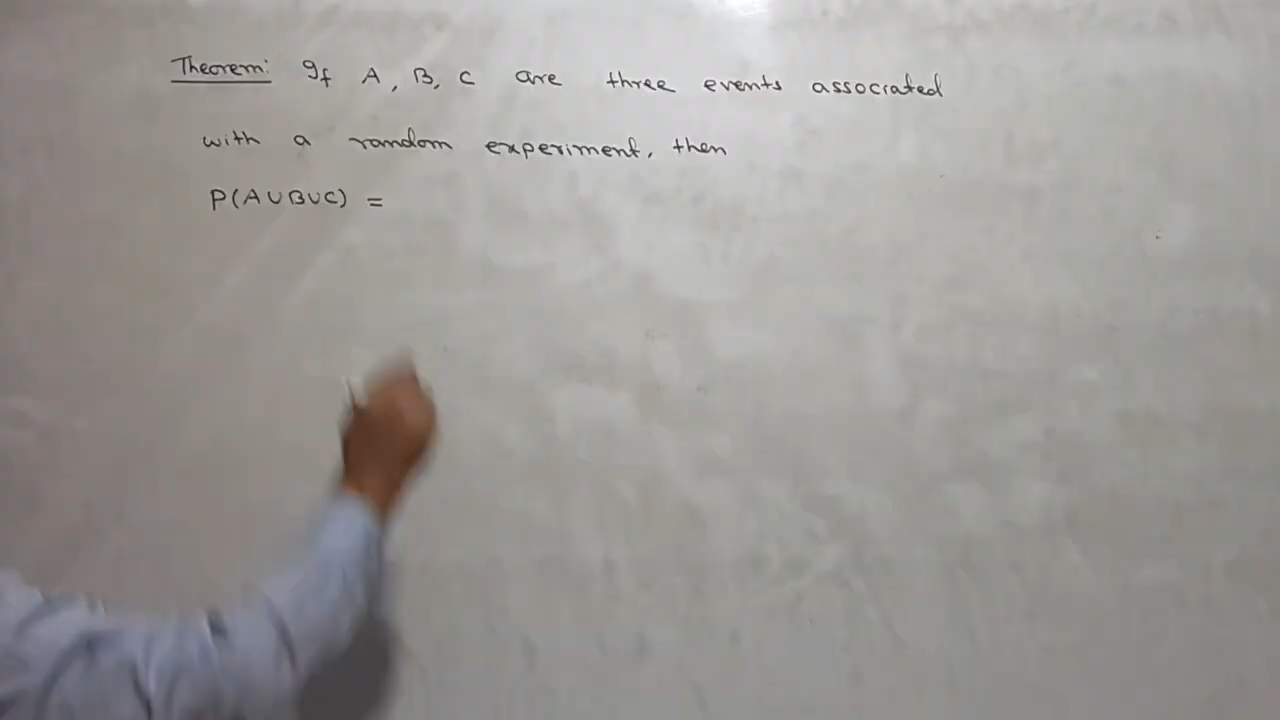 Theorem: If A, B, C are three events associated
with a random experiment, then
P(A∪B∪C) =